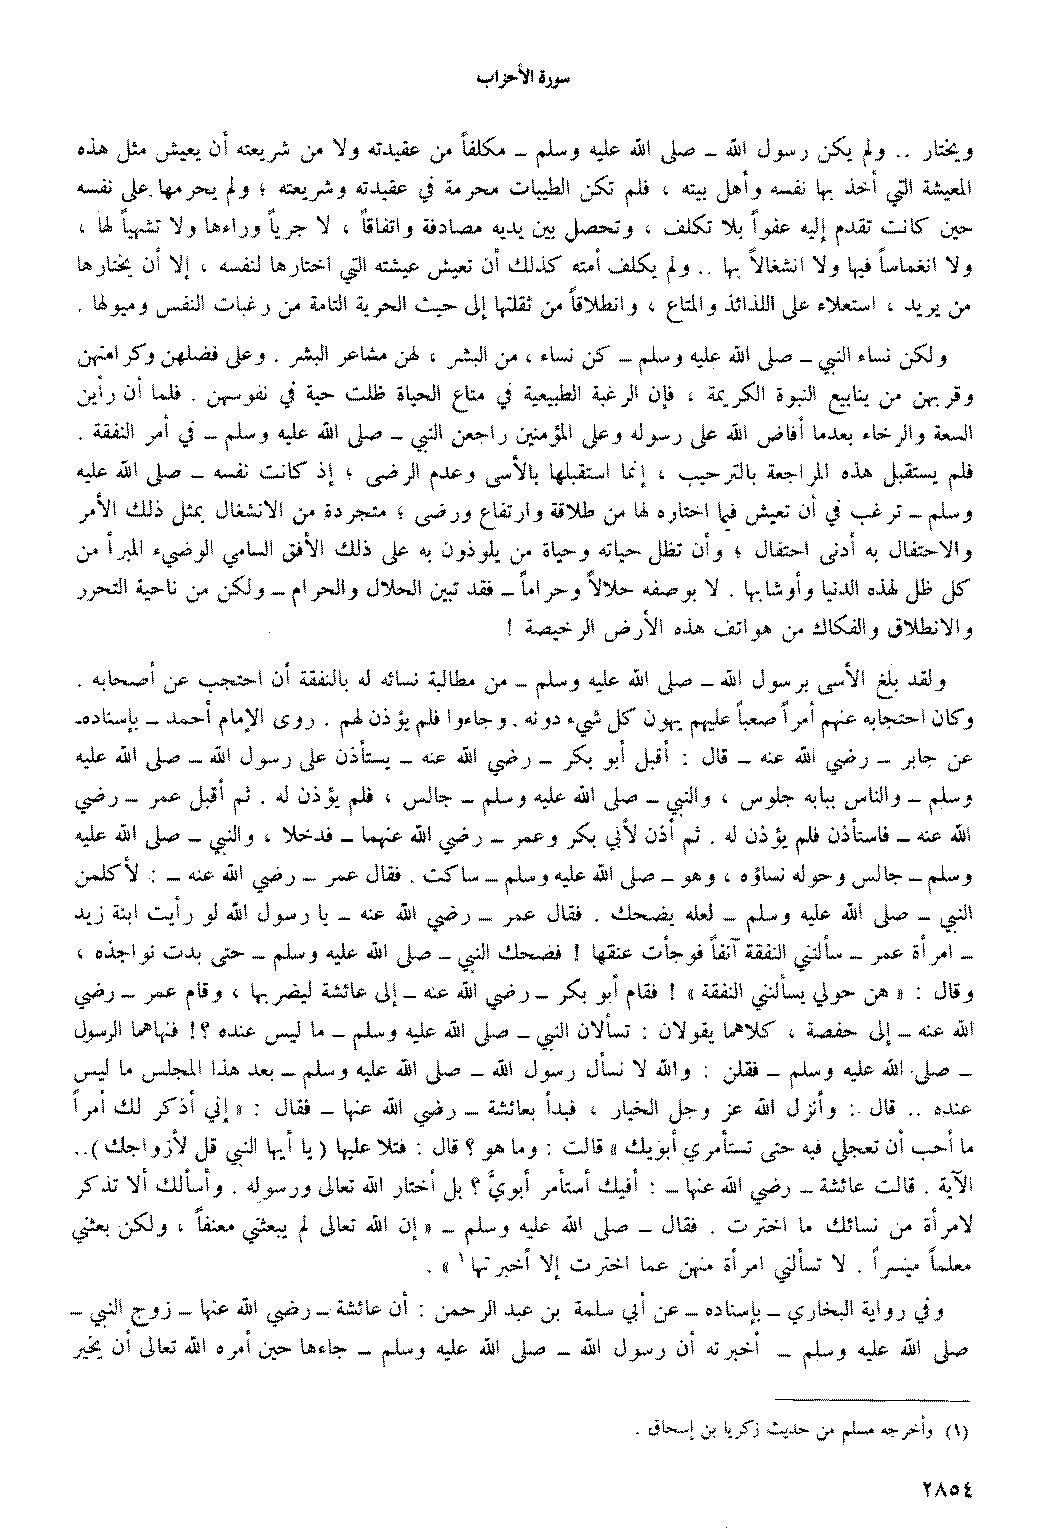 سورة الأحزاب
ويختار .. ولم يكن رسول الله – صلى الله عليه وسلم – مكلفاً من عقيدته ولا من شريعته أن يعيش مثل هذه
المعيشة التي أخذ بها نفسه وأهل بيته ، فلم تكن الطيبات محرمة في عقيدته وشريعته ؛ ولم يحرمها على نفسه
حين كانت تقدم إليه عفواً بلا تكلف ، وتحصل بين يديه مصادفة واتفاقاً ، لا جرياً وراءها ولا تشهياً لها ،
ولا انغماساً فيها ولا انشغالاً بها .. ولم يكلف أمته كذلك أن تعيش عيشته التي اختارها لنفسه ، إلا أن يختارها
من يريد ، استعلاء على اللذائذ والمتاع ، وانطلاقاً من ثقلتها إلى حيث الحرية التامة من رغبات النفس وميولها .
ولكن نساء النبي – صلى الله عليه وسلم – كن نساء ، من البشر ، لهن مشاعر البشر . وعلى فضلهن وكرامتهن
وقربهن من ينابيع النبوة الكريمة ، فإن الرغبة الطبيعية في متاع الحياة ظلت حية في نفوسهن . فلما أن رأين
السعة والرخاء بعدما أفاض الله على رسوله وعلى المؤمنين راجعن النبي – صلى الله عليه وسلم – في أمر النفقة .
فلم يستقبل هذه المراجعة بالترحيب ، إنما استقبلها بالأسى وعدم الرضى ؛ إذ كانت نفسه – صلى الله عليه
وسلم – ترغب في أن تعيش فيما اختاره لها من طلاقة وارتفاع ورضى ؛ متجردة من الانشغال بمثل ذلك الأمر
والاحتفال به أدنى احتفال ؛ وأن تظل حياته وحياة من يلوذون به على ذلك الأفق السامي الوضيء المبرأ من
كل ظل لهذه الدنيا وأوشابها . لا بوصفه حلالاً وحراماً – فقد تبين الحلال والحرام – ولكن من ناحية التحرر
والانطلاق والفكاك من هواتف هذه الأرض الرخيصة !
ولقد بلغ الأسى برسول الله – صلى الله عليه وسلم – من مطالبة نسائه له بالنفقة أن احتجب عن أصحابه .
وكان احتجابه عنهم أمراً صعباً عليهم يهون كل شيء دونه . وجاءوا فلم يؤذن لهم . روى الإمام أحمد – بإسناده–
عن جابر – رضي الله عنه – قال : أقبل أبو بكر – رضي الله عنه – يستأذن على رسول الله – صلى الله عليه
وسلم – والناس ببابه جلوس ، والنبي – صلى الله عليه وسلم – جالس ، فلم يؤذن له . ثم أقبل عمر – رضي
الله عنه – فاستأذن فلم يؤذن له . ثم أذن لأبي بكر وعمر – رضي الله عنهما – فدخلا ، والنبي – صلى الله عليه
وسلم – جالس وحوله نساؤه ، وهو – صلى الله عليه وسلم – ساكت . فقال عمر – رضي الله عنه – : لأكلمن
النبي – صلى الله عليه وسلم – لعله يضحك . فقال عمر – رضي الله عنه – يا رسول الله لو رأيت ابنة زيد
– امرأة عمر – سألتني النفقة آنفاً فوجأت عنقها ! فضحك النبي – صلى الله عليه وسلم – حتى بدت نواجذه ،
وقال : « هن حولي يسألنني النفقة » ! فقام أبو بكر – رضي الله عنه – إلى عائشة ليضربها ، وقام عمر – رضي
الله عنه – إلى حفصة ، كلاهما يقولان : تسألان النبي – صلى الله عليه وسلم – ما ليس عنده ؟! فنهاهما الرسول
– صلى الله عليه وسلم – فقلن : والله لا نسأل رسول الله – صلى الله عليه وسلم – بعد هذا المجلس ما ليس
عنده .. قال : وأنزل الله عز وجل الخيار ، فبدأ بعائشة – رضي الله عنها – فقال : « إني أذكر لك أمراً
ما أحب أن تعجلي فيه حتى تستأمري أبويك » قالت : وما هو ؟ قال : فتلا عليها ( يا أيها النبي قل لأزواجك )..
الآية . قالت عائشة – رضي الله عنها – : أفيك أستأمر أبويَّ ؟ بل أختار الله تعالى ورسوله . وأسألك ألا تذكر
لامرأة من نسائك ما اخترت . فقال – صلى الله عليه وسلم – « إن الله تعالى لم يبعثني معنفاً ، ولكن بعثني
معلماً ميسراً . لا تسألني امرأة منهن عما اخترت إلا أخبرتها¹ » .
وفي رواية البخاري – بإسناده – عن أبي سلمة بن عبد الرحمن : أن عائشة – رضي الله عنها – زوج النبي –
صلى الله عليه وسلم – أخبرته أن رسول الله – صلى الله عليه وسلم – جاءها حين أمره الله تعالى أن يخير
(١) وأخرجه مسلم من حديث زكريا بن إسحاق .
٢٨٥٤